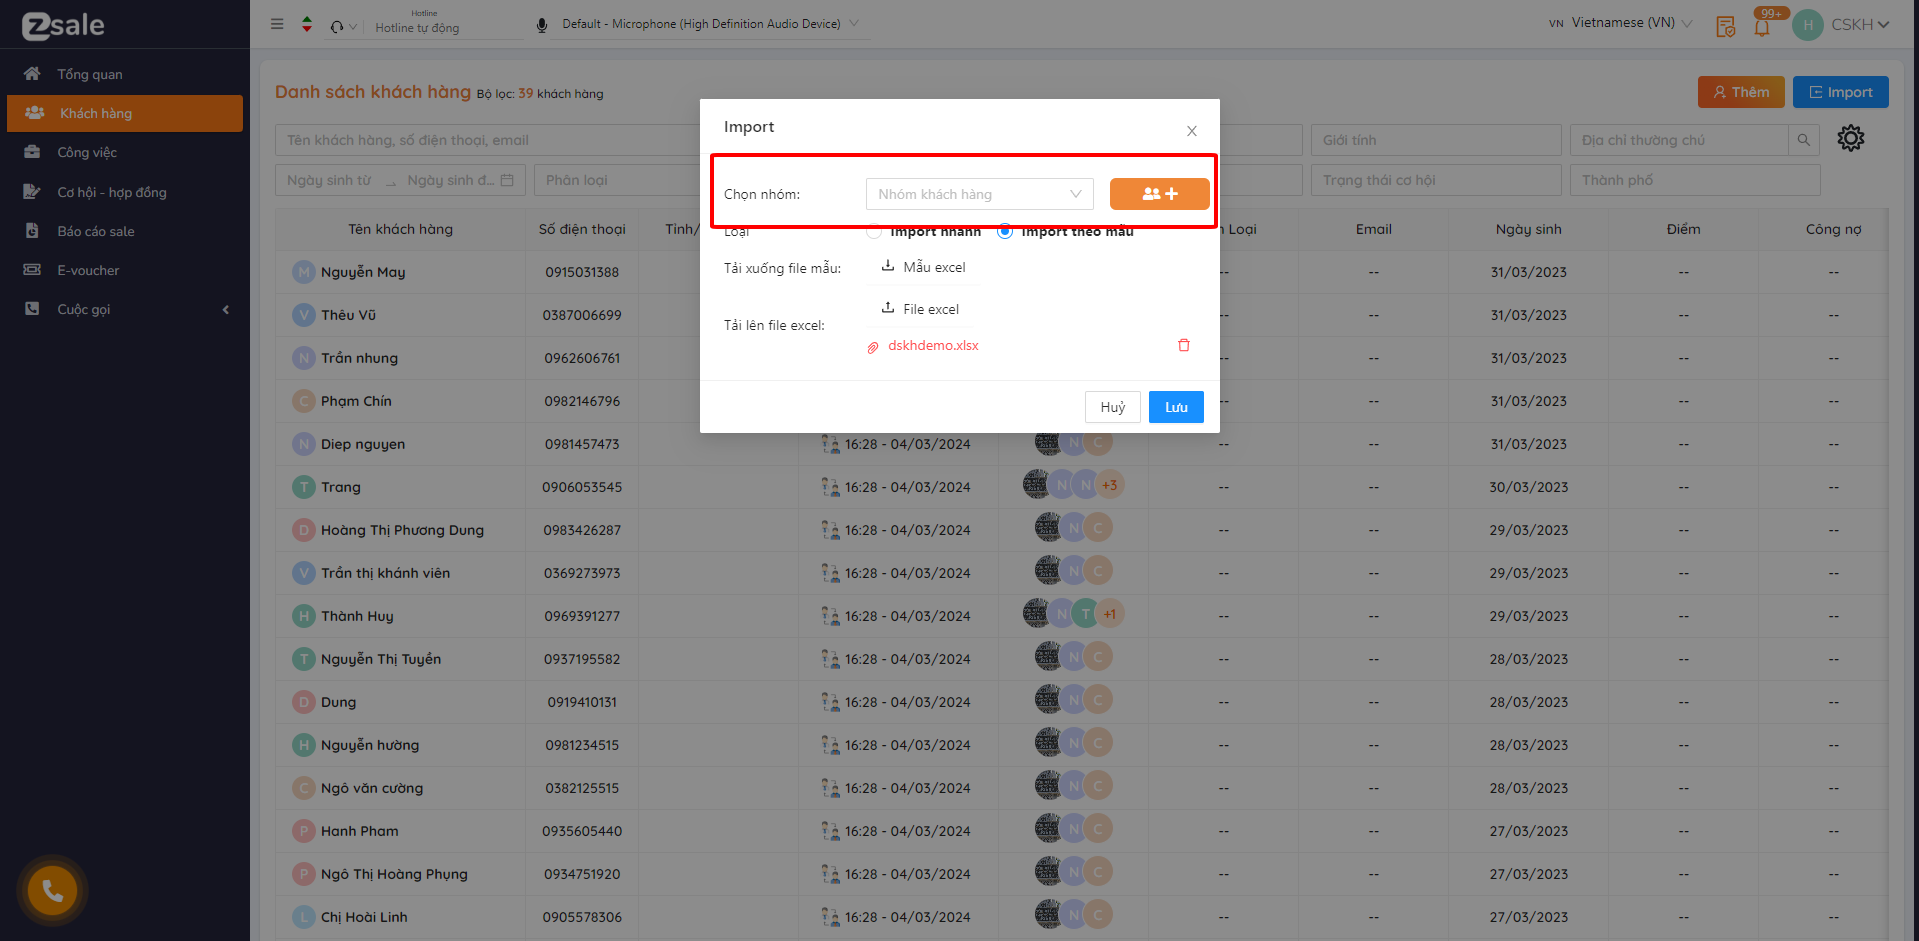 zsale
Hotline
Hotline tự động
Default - Microphone (High Definition Audio Device)
VN Vietnamese (VN)
99+
H CSKH
Tổng quan
Khách hàng
Công việc
Cơ hội - hợp đồng
Báo cáo sale
E-voucher
Cuộc gọi
Danh sách khách hàng Bộ lọc: 39 khách hàng
Thêm
Import
Tên khách hàng, số điện thoại, email
Giới tính
Địa chỉ thường chú
Ngày sinh từ
Ngày sinh đ...
Phân loại
Trạng thái cơ hội
Thành phố
Import
Chọn nhóm:
Nhóm khách hàng
Loại
Import nhanh
Import theo mẫu
Tải xuống file mẫu:
Mẫu excel
Tải lên file excel:
File excel
dskhdemo.xlsx
Huỷ
Lưu
Tên khách hàng Số điện thoại Tỉnh/ Loại Email Ngày sinh Điểm Công nợ
M Nguyễn May 0915031388 -- -- 31/03/2023 -- --
V Thêu Vũ 0387006699 -- -- 31/03/2023 -- --
N Trần nhung 0962606761 -- -- 31/03/2023 -- --
C Phạm Chín 0982146796 -- -- 31/03/2023 -- --
N Diep nguyen 0981457473 16:28 - 04/03/2024 N C -- -- 31/03/2023 -- --
T Trang 0906053545 16:28 - 04/03/2024 N N +3 -- -- 30/03/2023 -- --
D Hoàng Thị Phương Dung 0983426287 16:28 - 04/03/2024 N C -- -- 29/03/2023 -- --
V Trần thị khánh viên 0369273973 16:28 - 04/03/2024 N C -- -- 29/03/2023 -- --
H Thành Huy 0969391277 16:28 - 04/03/2024 N T +1 -- -- 29/03/2023 -- --
T Nguyễn Thị Tuyền 0937195582 16:28 - 04/03/2024 N C -- -- 28/03/2023 -- --
D Dung 0919410131 16:28 - 04/03/2024 N C -- -- 28/03/2023 -- --
H Nguyễn hường 0981234515 16:28 - 04/03/2024 N C -- -- 28/03/2023 -- --
C Ngô văn cường 0382125515 16:28 - 04/03/2024 N C -- -- 28/03/2023 -- --
P Hanh Pham 0935605440 16:28 - 04/03/2024 N C -- -- 27/03/2023 -- --
P Ngô Thị Hoàng Phụng 0934751920 16:28 - 04/03/2024 N C -- -- 27/03/2023 -- --
L Chị Hoài Linh 0905578306 16:28 - 04/03/2024 N C -- -- 27/03/2023 -- --